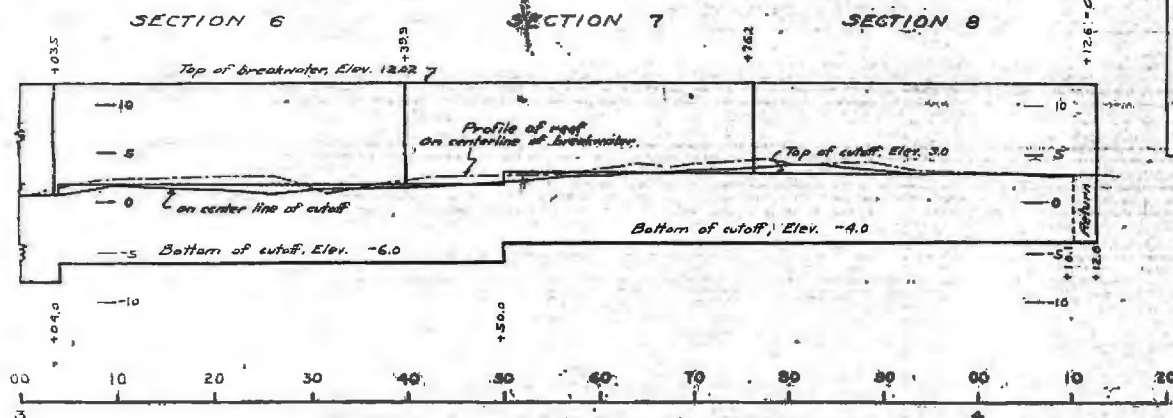 SECTION 6
SECTION 7
SECTION 8
+03.5
+39.9
+76.2
Top of breakwater, Elev. 12.02
10
10
Profile of reef
on centerline of breakwater.
5
5
Top of cutoff, Elev. 3.0
on center line of cutoff
0
0
Return
Bottom of cutoff, Elev. -4.0
Bottom of cutoff, Elev. -6.0
-5
-5
+10.1
+12.6
-10
-10
+04.0
+50.0
00 10 20 30 40 50 60 70 80 90 00 10 20
3 4